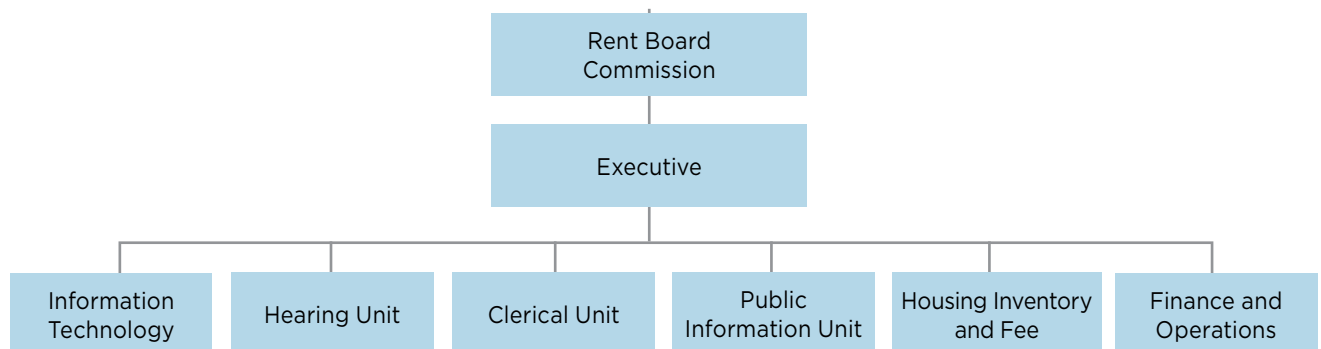 Rent Board
Commission
Executive
Information
Technology
Hearing Unit
Clerical Unit
Public
Information Unit
Housing Inventory
and Fee
Finance and
Operations